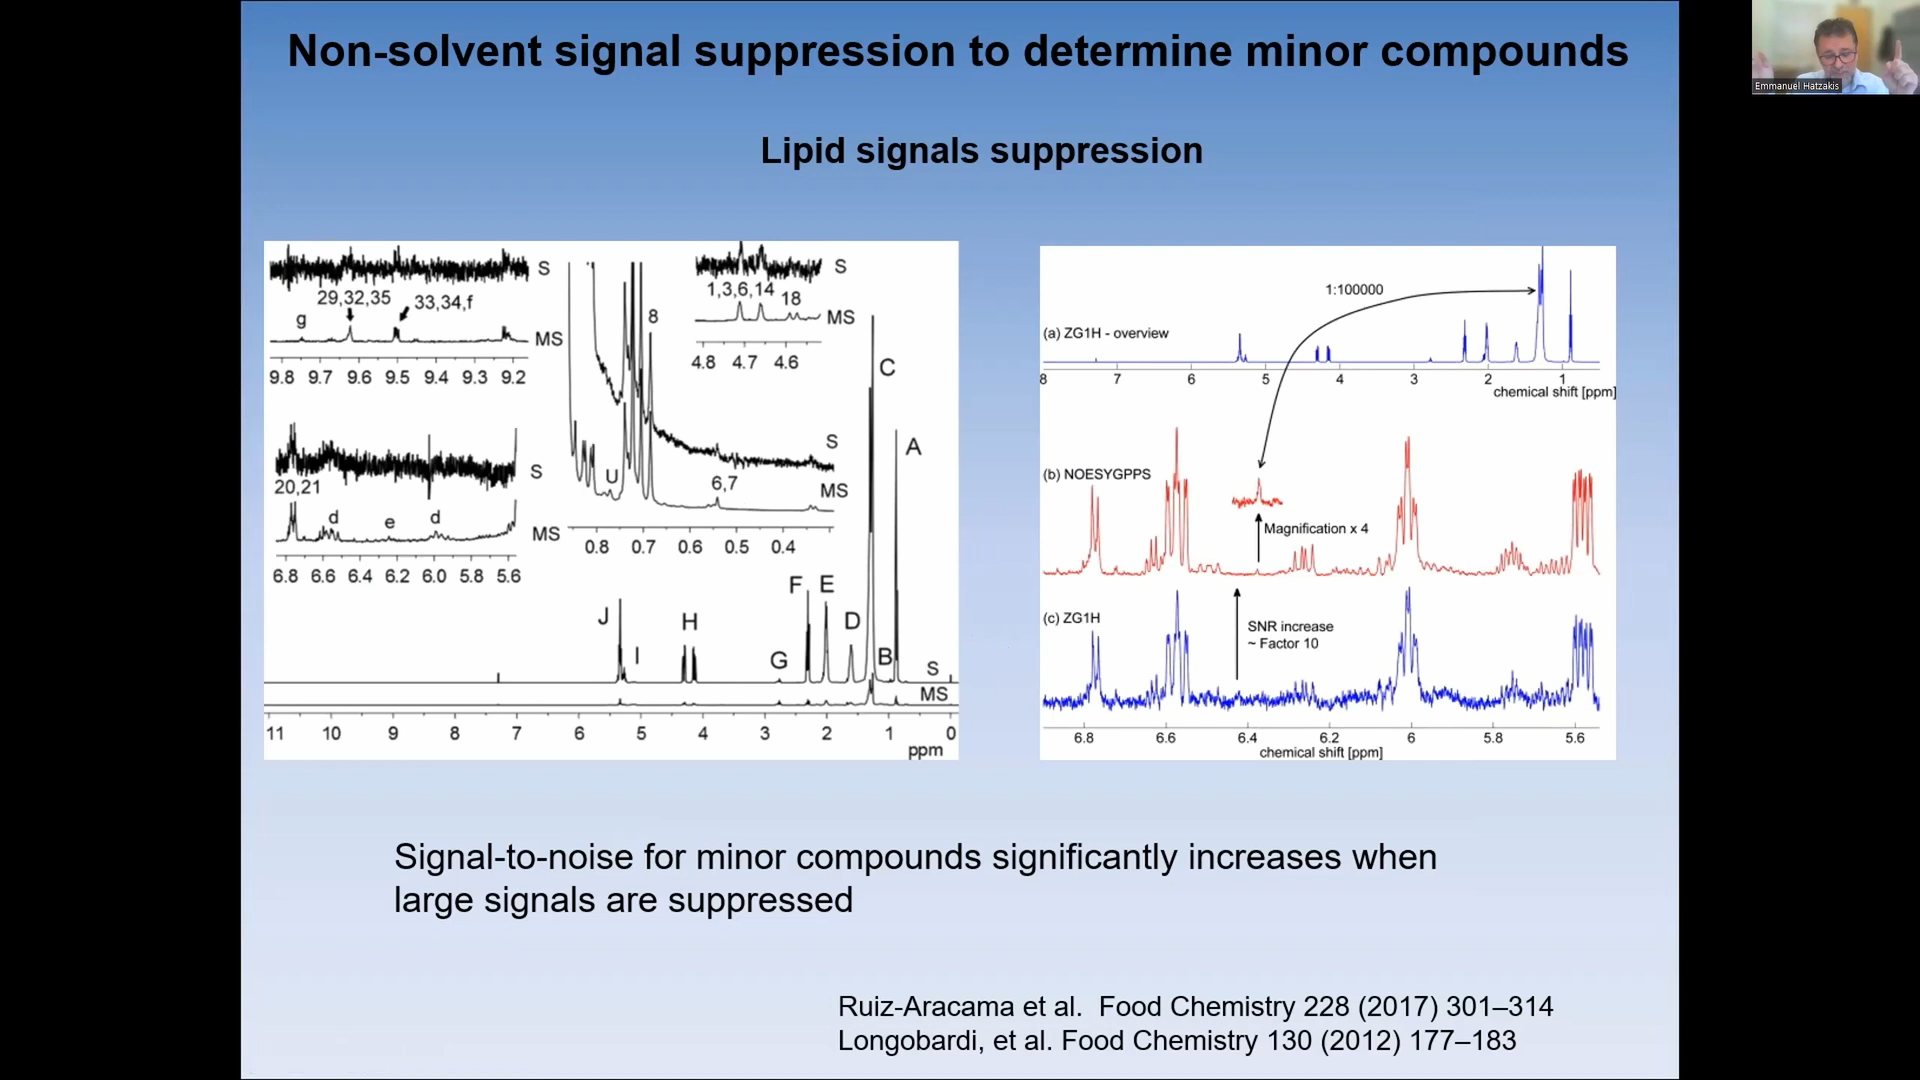 Non-solvent signal suppression to determine minor compounds
Emmanuel Hatzakis
Lipid signals suppression
S
29,32,35
33,34,f
g
MS
9.8 9.7 9.6 9.5 9.4 9.3 9.2
S
20,21
d
e
d
MS
6.8 6.6 6.4 6.2 6.0 5.8 5.6
8
S
U
6,7
MS
0.8 0.7 0.6 0.5 0.4
S
1,3,6,14
18
MS
4.8 4.7 4.6
C
A
F E
J
H
D
I
G
B
S
MS
11 10 9 8 7 6 5 4 3 2 1 0
ppm
1:100000
(a) ZG1H - overview
8 7 6 5 4 3 2 1
chemical shift [ppm]
(b) NOESYGPPS
Magnification x 4
(c) ZG1H
SNR increase
~ Factor 10
6.8 6.6 6.4 6.2 6 5.8 5.6
chemical shift [ppm]
Signal-to-noise for minor compounds significantly increases when
large signals are suppressed
Ruiz-Aracama et al. Food Chemistry 228 (2017) 301–314
Longobardi, et al. Food Chemistry 130 (2012) 177–183